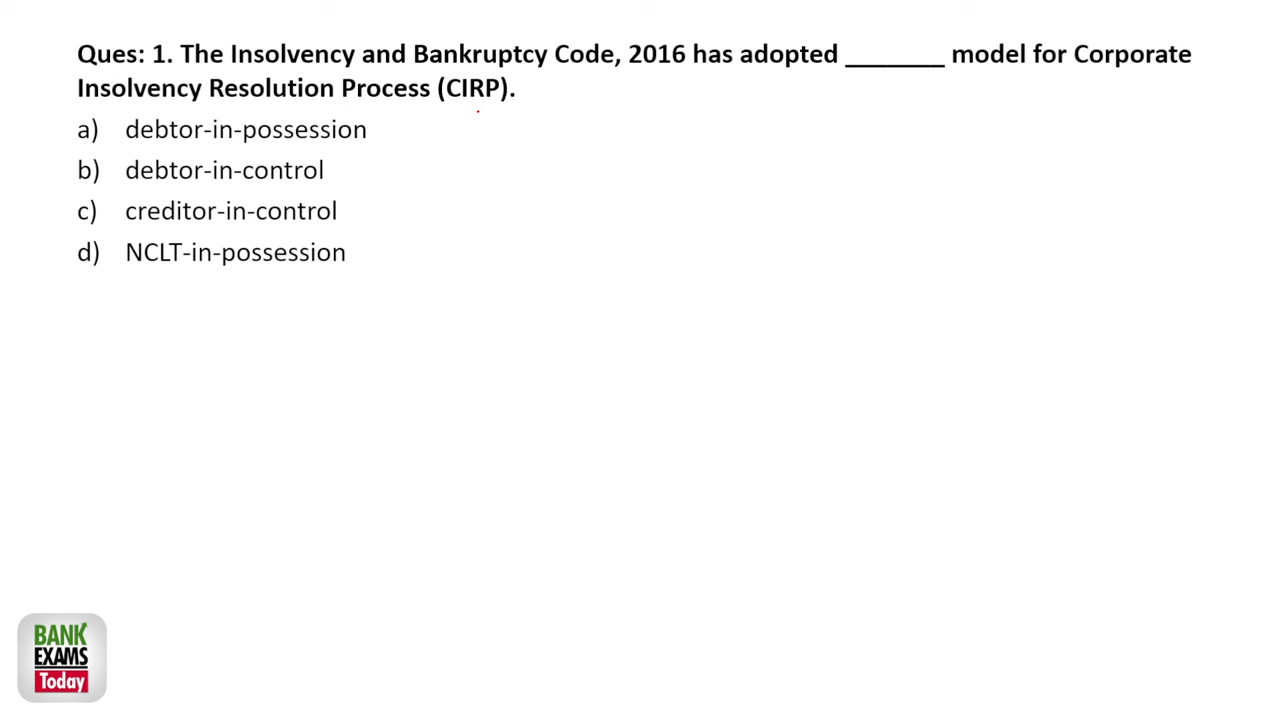 Ques: 1. The Insolvency and Bankruptcy Code, 2016 has adopted _______ model for Corporate
Insolvency Resolution Process (CIRP).
a) debtor-in-possession
b) debtor-in-control
c) creditor-in-control
d) NCLT-in-possession
BANK
EXAMS
Today